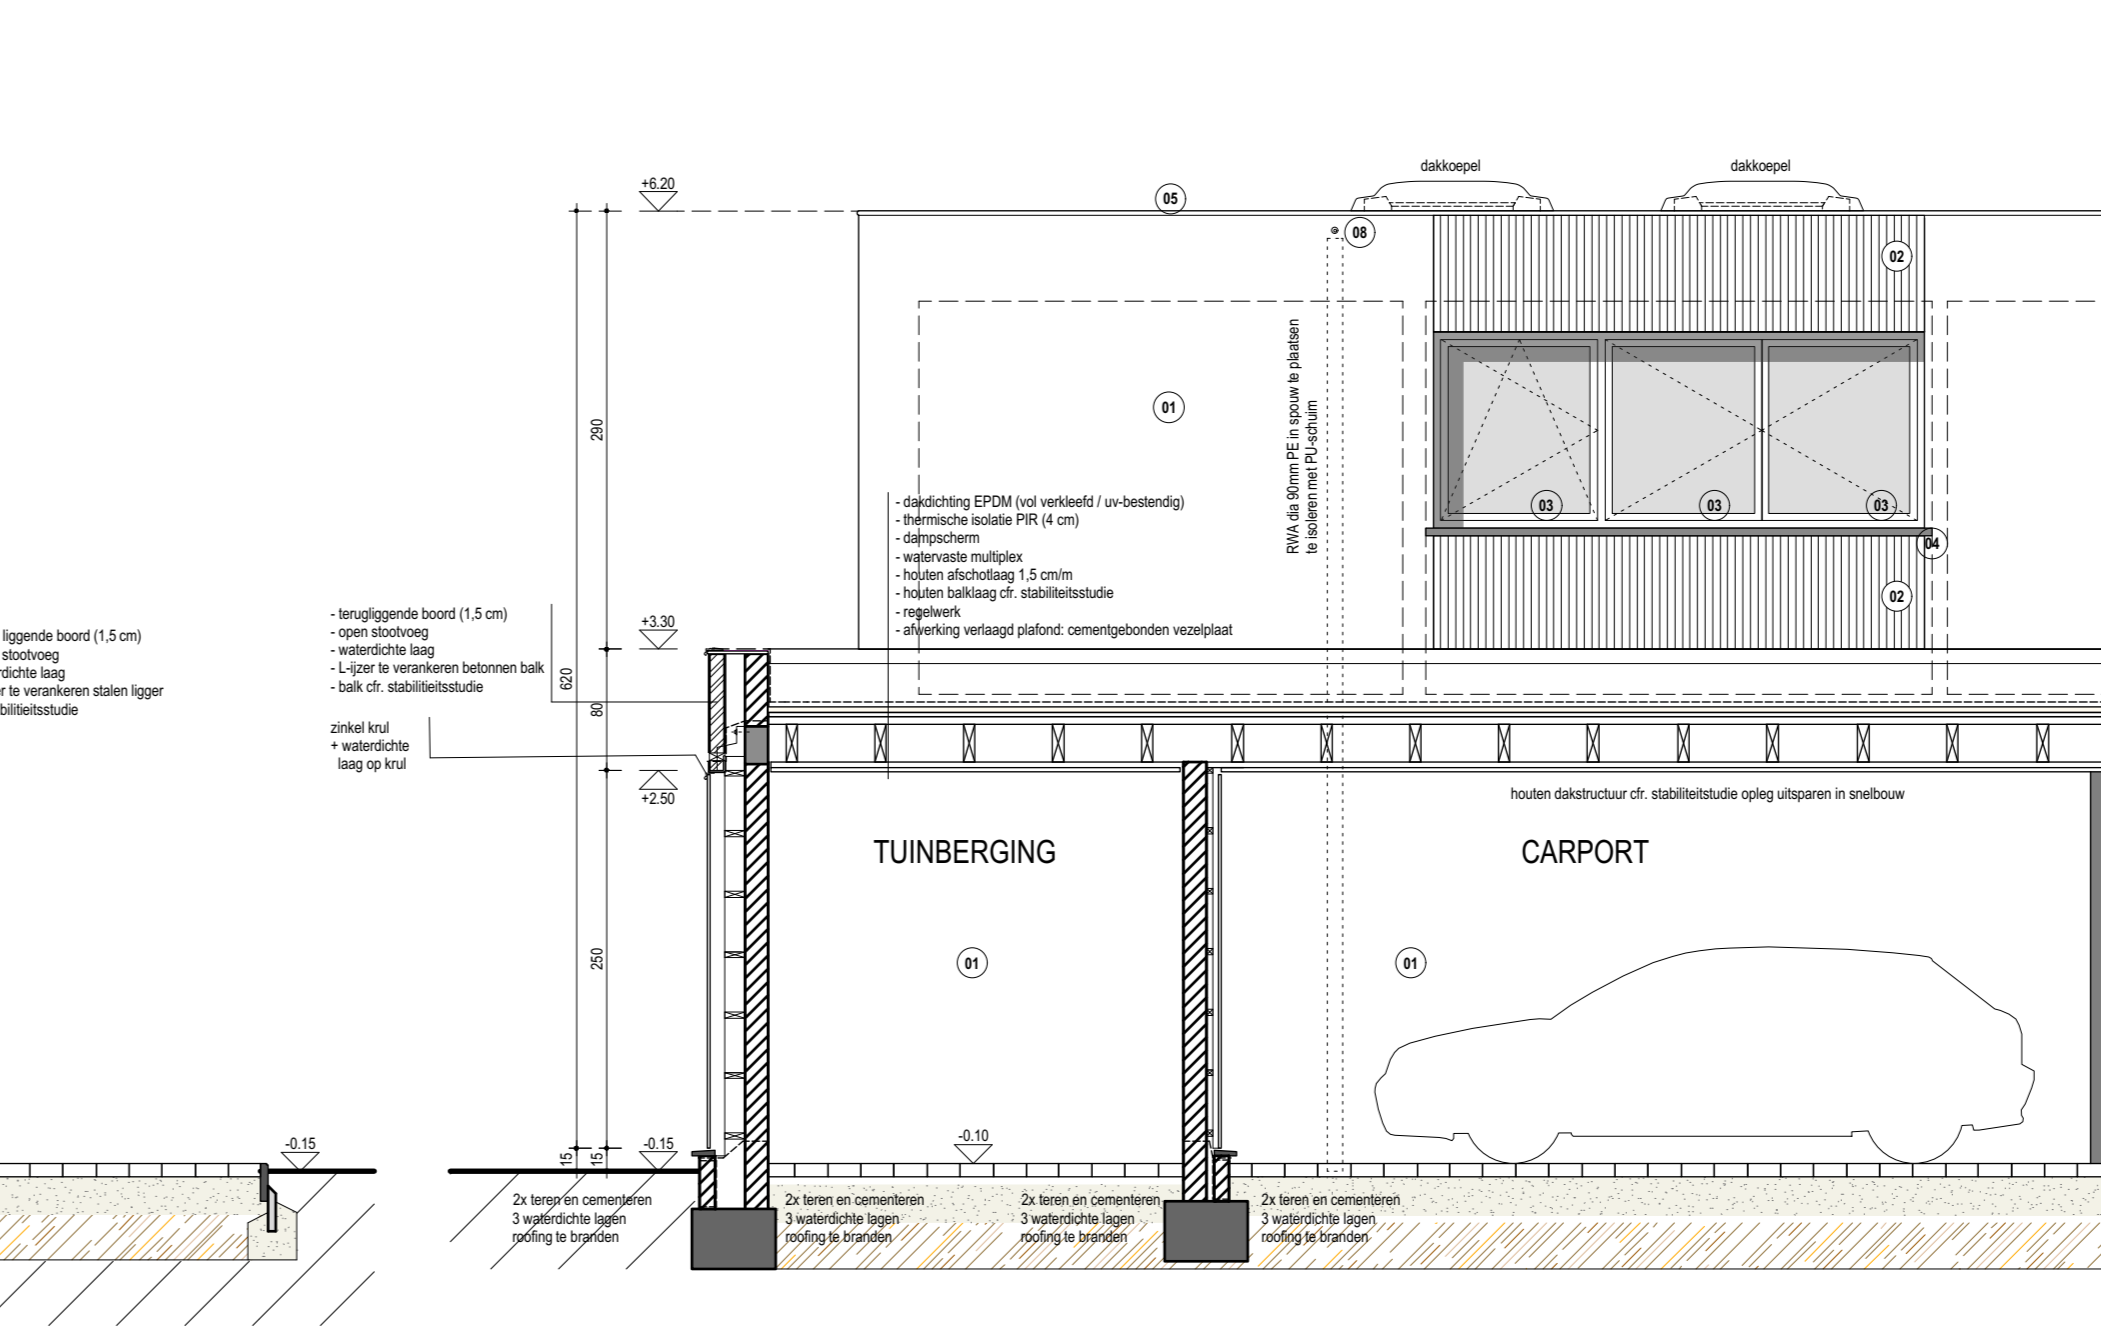 dakkoepel
dakkoepel
+6.20
05
08
02
290
01
RWA dia 90mm PE in spouw te plaatsen
te isoleren met PU-schuim
03
03
03
04
02
- dakdichting EPDM (vol verkleefd / uv-bestendig)
- thermische isolatie PIR (4 cm)
- dampscherm
- watervaste multiplex
- houten afschotlaag 1,5 cm/m
- houten balklaag cfr. stabiliteitsstudie
- regelwerk
- afwerking verlaagd plafond: cementgebonden vezelplaat
liggende boord (1,5 cm)
stootvoeg
rdichte laag
er te verankeren stalen ligger
bilitieitsstudie
- terugliggende boord (1,5 cm)
- open stootvoeg
- waterdichte laag
- L-ijzer te verankeren betonnen balk
- balk cfr. stabilitieitsstudie
zinkel krul
+ waterdichte
laag op krul
+3.30
620
80
+2.50
houten dakstructuur cfr. stabiliteitstudie opleg uitsparen in snelbouw
TUINBERGING
CARPORT
250
01
01
-0.15
15
15
-0.15
-0.10
2x teren en cementeren
3 waterdichte lagen
roofing te branden
2x teren en cementeren
3 waterdichte lagen
roofing te branden
2x teren en cementeren
3 waterdichte lagen
roofing te branden
2x teren en cementeren
3 waterdichte lagen
roofing te branden